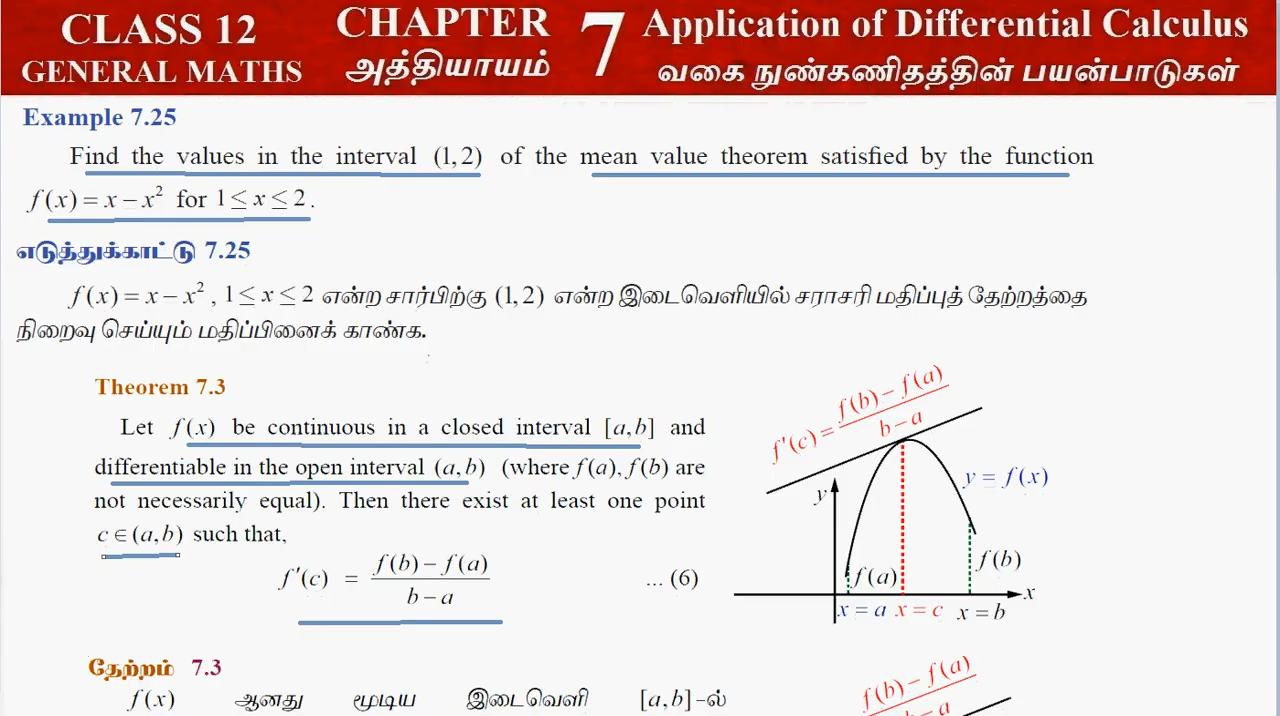 CLASS 12
GENERAL MATHS
CHAPTER
அத்தியாயம்
7
Application of Differential Calculus
வகை நுண்கணிதத்தின் பயன்பாடுகள்
Example 7.25
Find the values in the interval (1, 2) of the mean value theorem satisfied by the function
f(x) = x − x² for 1 ≤ x ≤ 2 .
எடுத்துக்காட்டு 7.25
f(x) = x − x² , 1 ≤ x ≤ 2 என்ற சார்பிற்கு (1, 2) என்ற இடைவெளியில் சராசரி மதிப்புத் தேற்றத்தை
நிறைவு செய்யும் மதிப்பினைக் காண்க.
Theorem 7.3
Let f(x) be continuous in a closed interval [a, b] and
differentiable in the open interval (a, b) (where f(a), f(b) are
not necessarily equal). Then there exist at least one point
c ∈ (a, b) such that,
f'(c) = f(b) − f(a) / b − a ... (6)
f'(c) = f(b) − f(a) / b − a
y = f(x)
y
f(a)
f(b)
x
x = a x = c x = b
தேற்றம் 7.3
f(x) ஆனது மூடிய இடைவெளி [a, b]-ல்
f(b) − f(a)
b − a